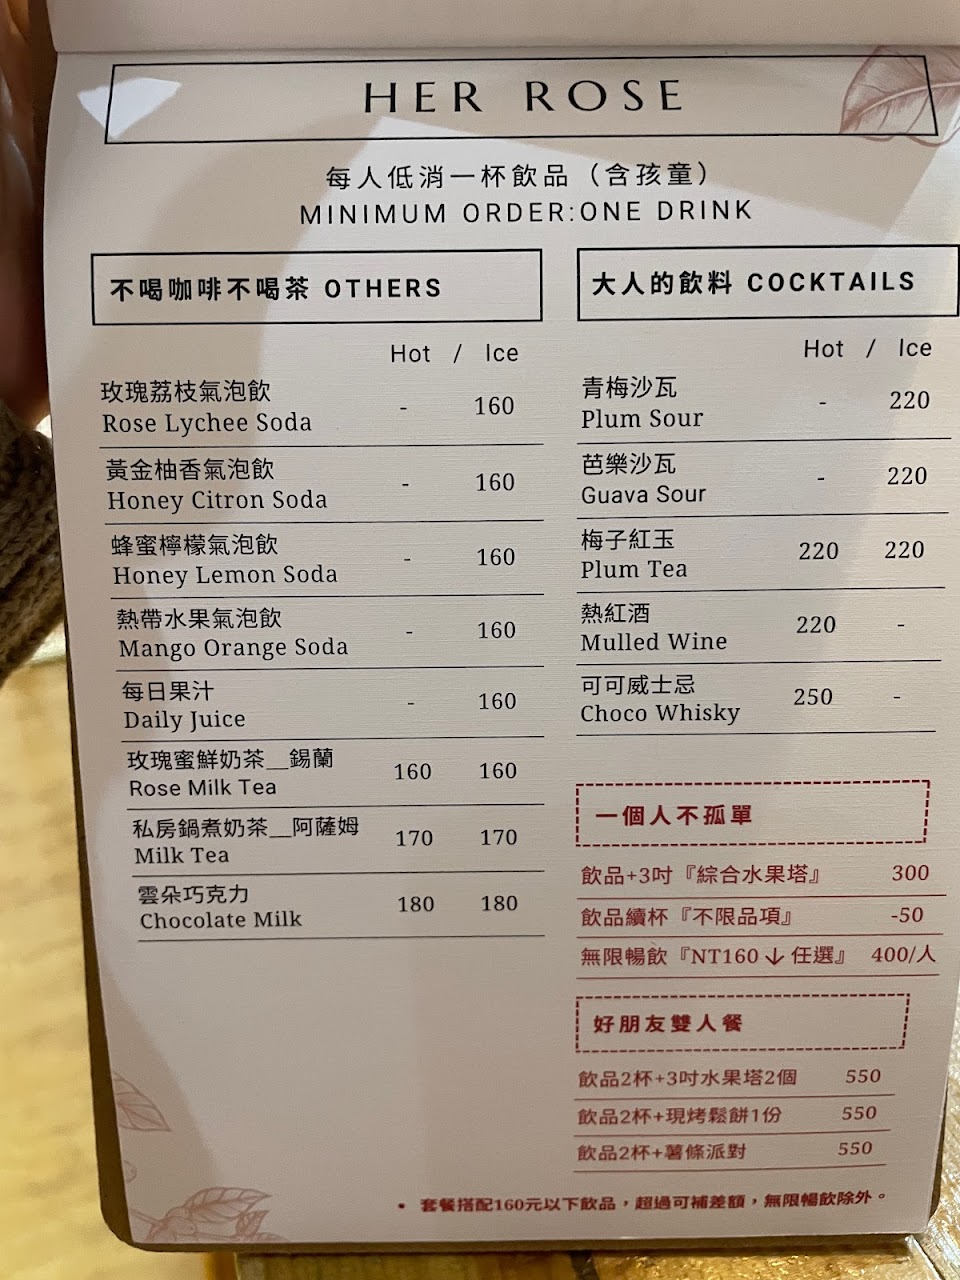 HER ROSE
每人低消一杯飲品（含孩童）
MINIMUM ORDER:ONE DRINK
不喝咖啡不喝茶 OTHERS
Hot / Ice
玫瑰荔枝氣泡飲
Rose Lychee Soda - 160
黃金柚香氣泡飲
Honey Citron Soda - 160
蜂蜜檸檬氣泡飲
Honey Lemon Soda - 160
熱帶水果氣泡飲
Mango Orange Soda - 160
每日果汁
Daily Juice - 160
玫瑰蜜鮮奶茶__錫蘭
Rose Milk Tea 160 160
私房鍋煮奶茶__阿薩姆
Milk Tea 170 170
雲朵巧克力
Chocolate Milk 180 180
大人的飲料 COCKTAILS
Hot / Ice
青梅沙瓦
Plum Sour - 220
芭樂沙瓦
Guava Sour - 220
梅子紅玉
Plum Tea 220 220
熱紅酒
Mulled Wine 220 -
可可威士忌
Choco Whisky 250 -
一個人不孤單
飲品+3吋『綜合水果塔』 300
飲品續杯『不限品項』 -50
無限暢飲『NT160↓任選』 400/人
好朋友雙人餐
飲品2杯+3吋水果塔2個 550
飲品2杯+現烤鬆餅1份 550
飲品2杯+薯條派對 550
• 套餐搭配160元以下飲品，超過可補差額，無限暢飲除外。